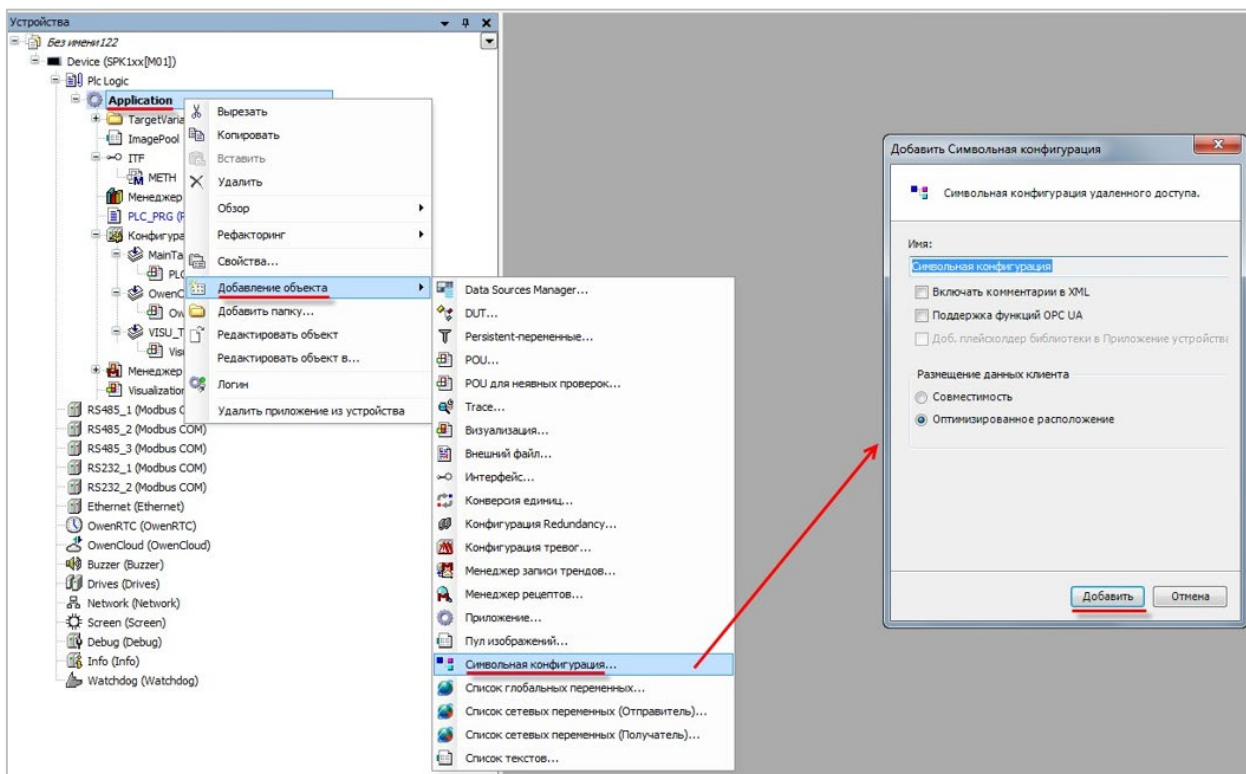 Устройства
Без имени122
Device (SPK1xx[M01])
Plc Logic
Application
TargetVaria
ImagePool
ITF
METH
Менеджер
PLC_PRG (P
Конфигура
MainTa
PLC
OwenC
Ow
VISU_T
Visu
Менеджер
Visualization
RS485_1 (Modbus C
RS485_2 (Modbus COM)
RS485_3 (Modbus COM)
RS232_1 (Modbus COM)
RS232_2 (Modbus COM)
Ethernet (Ethernet)
OwenRTC (OwenRTC)
OwenCloud (OwenCloud)
Buzzer (Buzzer)
Drives (Drives)
Network (Network)
Screen (Screen)
Debug (Debug)
Info (Info)
Watchdog (Watchdog)
Вырезать
Копировать
Вставить
Удалить
Обзор
Рефакторинг
Свойства...
Добавление объекта
Добавить папку...
Редактировать объект
Редактировать объект в...
Логин
Удалить приложение из устройства
Data Sources Manager...
DUT...
Persistent-переменные...
POU...
POU для неявных проверок...
Trace...
Визуализация...
Внешний файл...
Интерфейс...
Конверсия единиц...
Конфигурация Redundancy...
Конфигурация тревог...
Менеджер записи трендов...
Менеджер рецептов...
Приложение...
Пул изображений...
Символьная конфигурация...
Список глобальных переменных...
Список сетевых переменных (Отправитель)...
Список сетевых переменных (Получатель)...
Список текстов...
Добавить Символьная конфигурация
Символьная конфигурация удаленного доступа.
Имя:
Символьная конфигурация
Включать комментарии в XML
Поддержка функций OPC UA
Доб. плейсхолдер библиотеки в Приложение устройства
Размещение данных клиента
Совместимость
Оптимизированное расположение
Добавить
Отмена